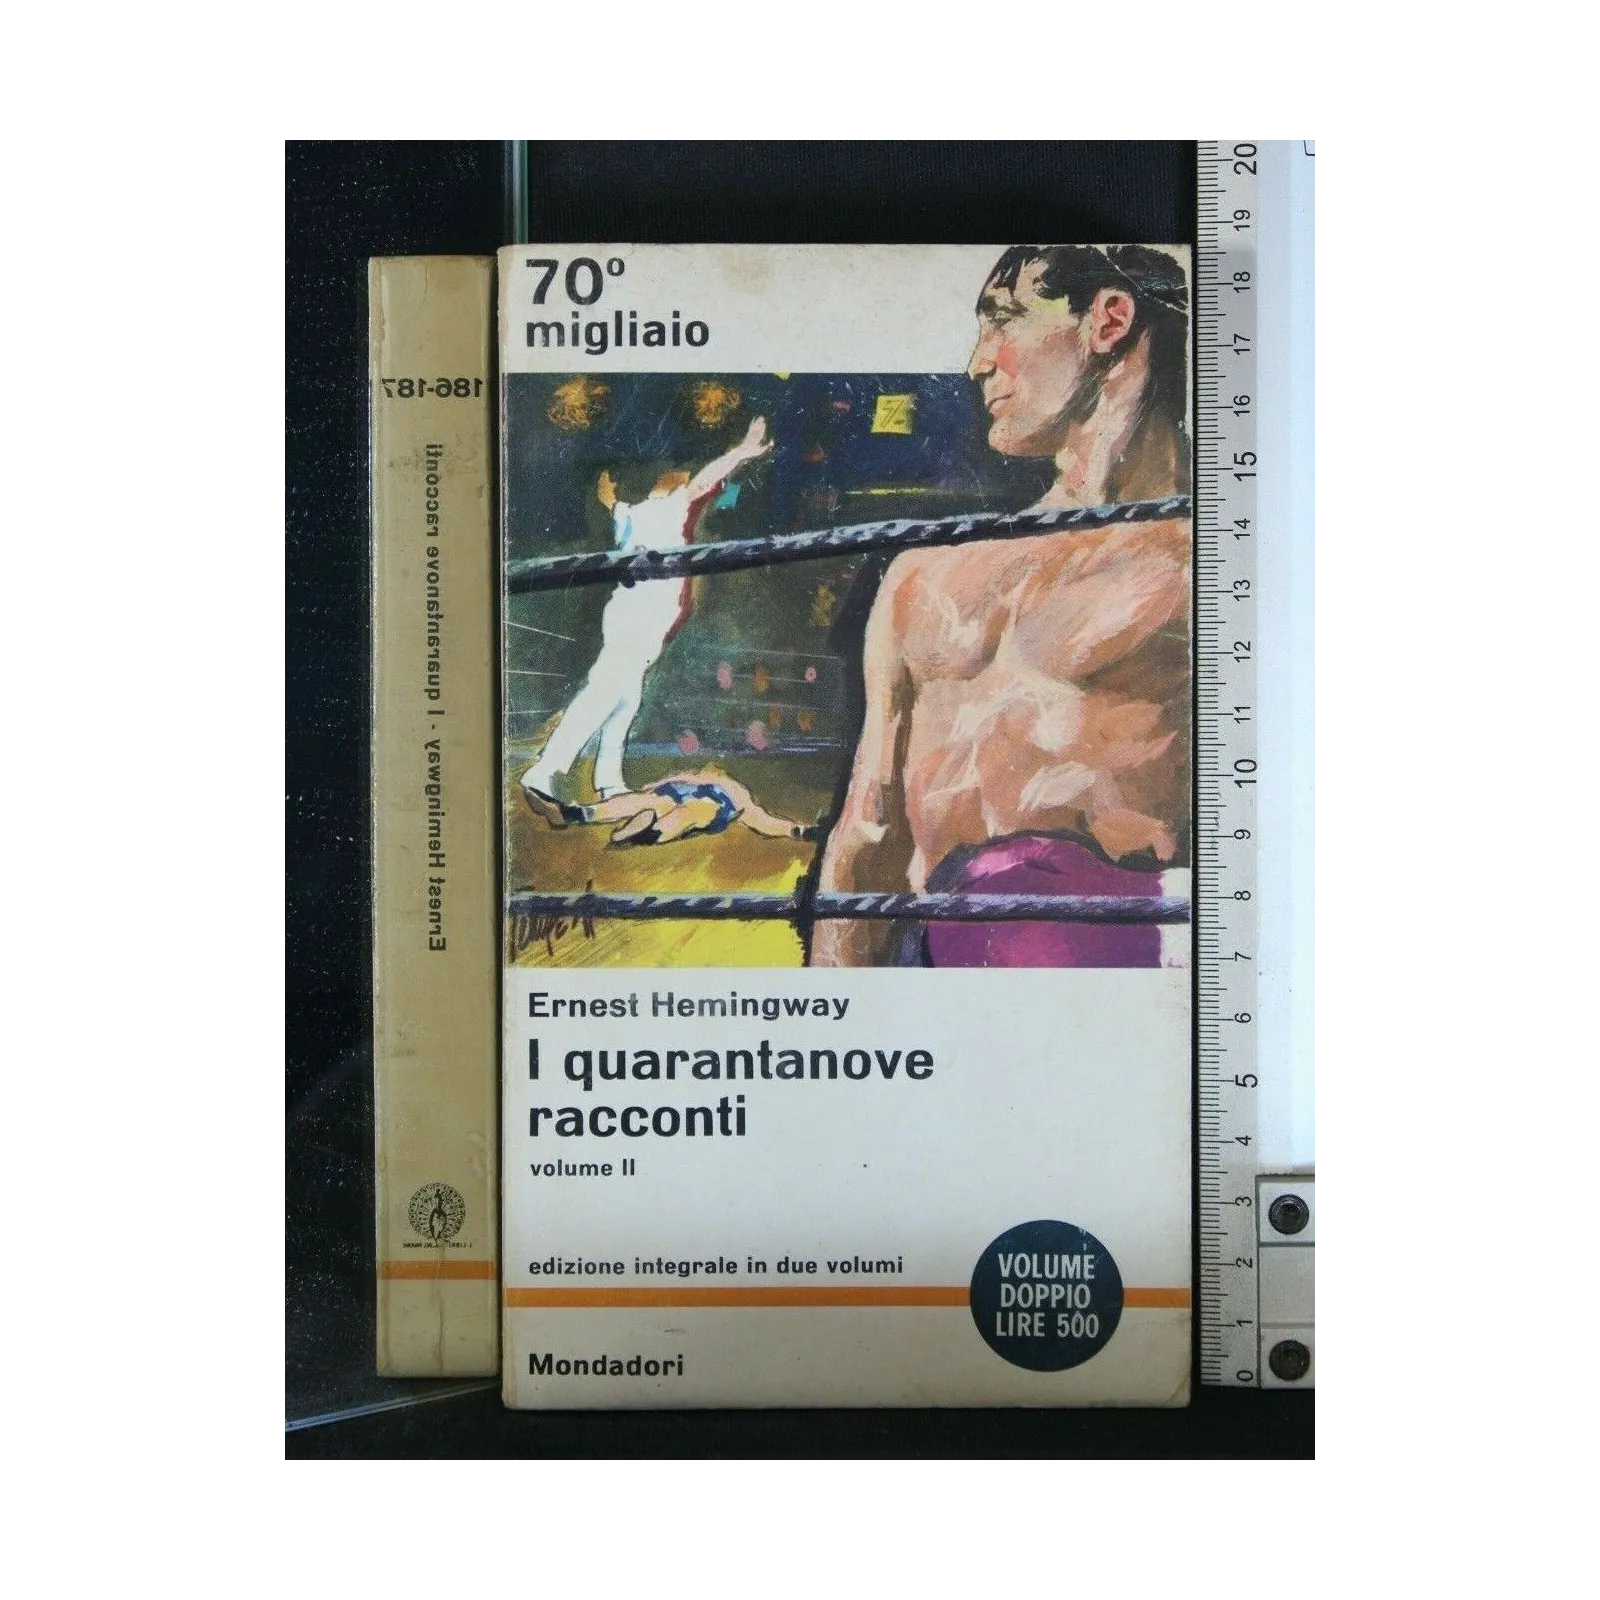 186-187
Ernest Hemingway - I quarantanove racconti
70º
migliaio
7
Ernest Hemingway
I quarantanove
racconti
volume II
edizione integrale in due volumi
VOLUME
DOPPIO
LIRE 500
Mondadori
20
19
18
17
16
15
14
13
12
11
10
9
8
7
6
5
4
3
2
1
0